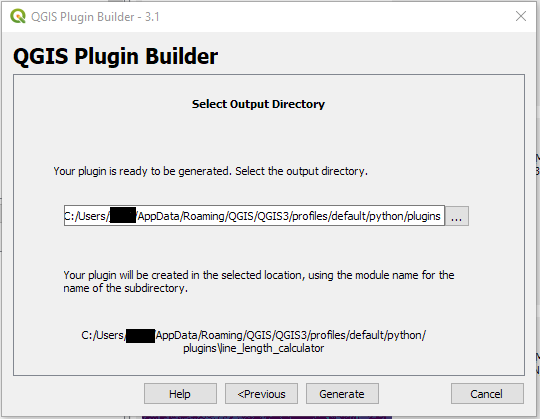 QGIS Plugin Builder - 3.1
QGIS Plugin Builder
Select Output Directory
Your plugin is ready to be generated. Select the output directory.
C:/Users/ /AppData/Roaming/QGIS/QGIS3/profiles/default/python/plugins ...
Your plugin will be created in the selected location, using the module name for the
name of the subdirectory.
C:/Users/ /AppData/Roaming/QGIS/QGIS3/profiles/default/python/
plugins\line_length_calculator
Help <Previous Generate Cancel